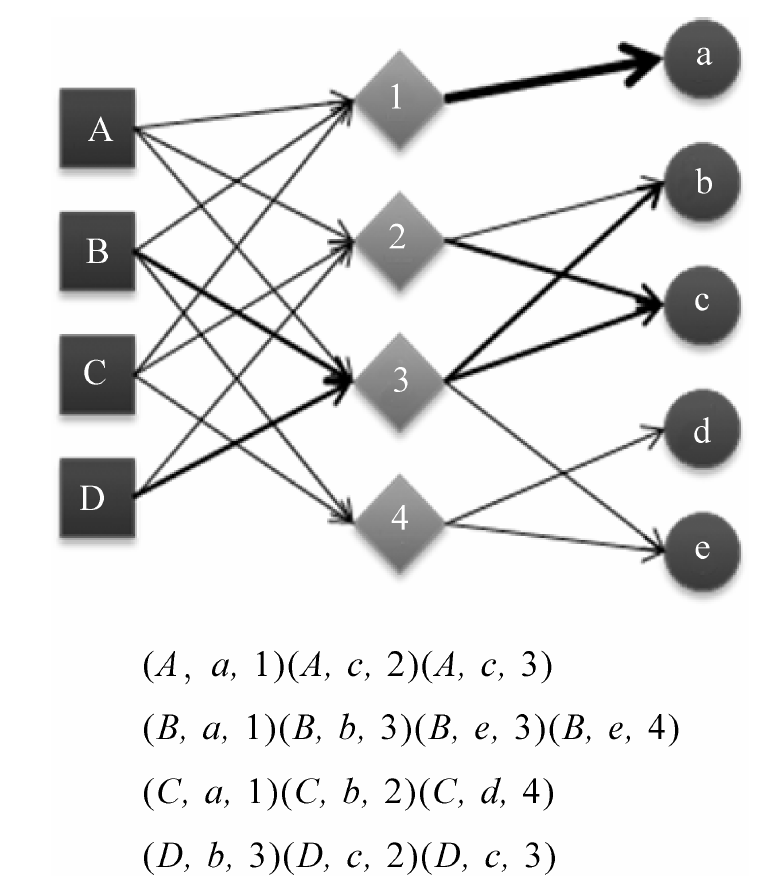 A
B
C
D
1
2
3
4
a
b
c
d
e
(A, a, 1)(A, c, 2)(A, c, 3)
(B, a, 1)(B, b, 3)(B, e, 3)(B, e, 4)
(C, a, 1)(C, b, 2)(C, d, 4)
(D, b, 3)(D, c, 2)(D, c, 3)